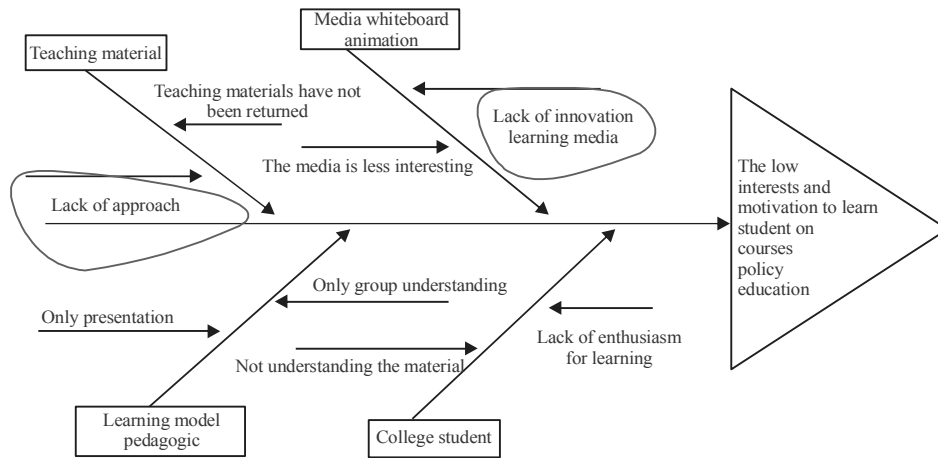 Media whiteboard
animation
Teaching material
Teaching materials have not
been returned
Lack of innovation
learning media
The media is less interesting
Lack of approach
The low
interests and
motivation to learn
student on
courses
policy
education
Only group understanding
Only presentation
Lack of enthusiasm
for learning
Not understanding the material
Learning model
pedagogic
College student